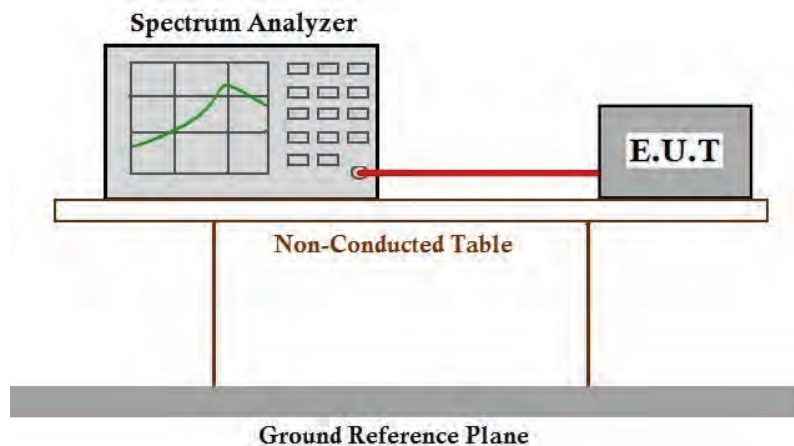 Spectrum Analyzer
E.U.T
Non-Conducted Table
Ground Reference Plane